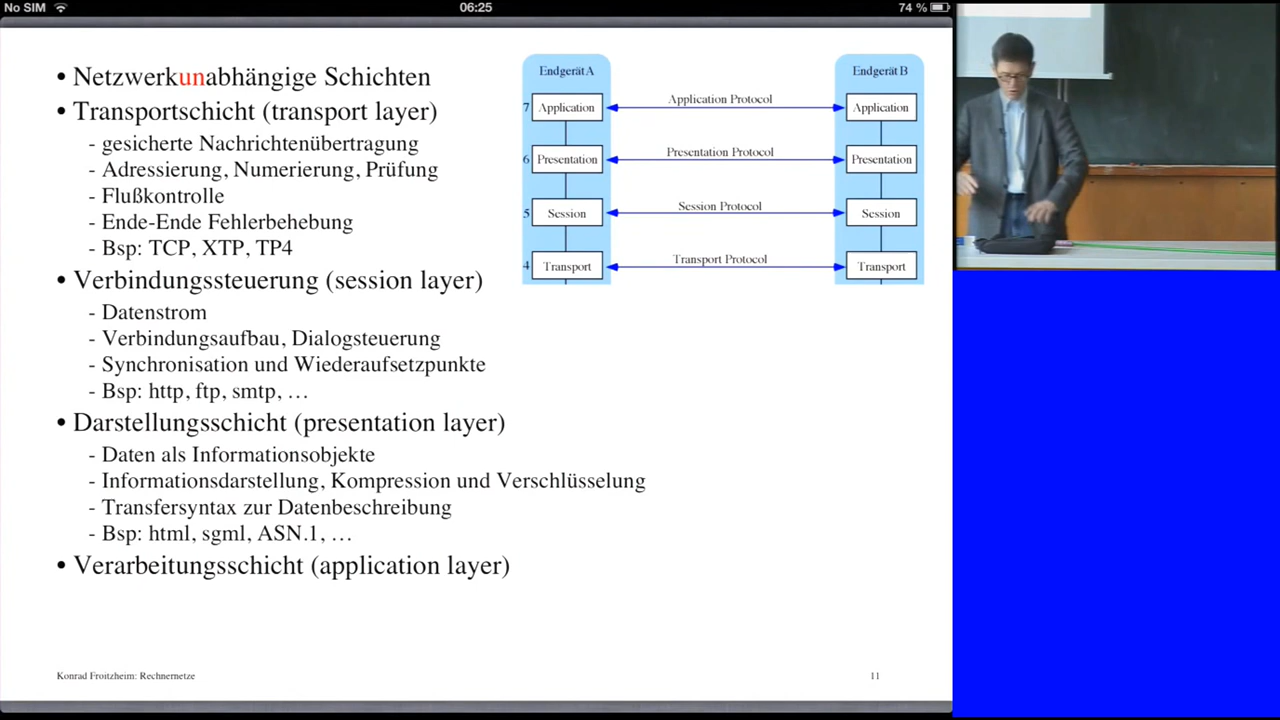 No SIM 06:25 74 %
• Netzwerkunabhängige Schichten
• Transportschicht (transport layer)
- gesicherte Nachrichtenübertragung
- Adressierung, Numerierung, Prüfung
- Flußkontrolle
- Ende-Ende Fehlerbehebung
- Bsp: TCP, XTP, TP4
• Verbindungssteuerung (session layer)
- Datenstrom
- Verbindungsaufbau, Dialogsteuerung
- Synchronisation und Wiederaufsetzpunkte
- Bsp: http, ftp, smtp, …
• Darstellungsschicht (presentation layer)
- Daten als Informationsobjekte
- Informationsdarstellung, Kompression und Verschlüsselung
- Transfersyntax zur Datenbeschreibung
- Bsp: html, sgml, ASN.1, …
• Verarbeitungsschicht (application layer)
Endgerät A Endgerät B
7 Application Application Protocol Application
6 Presentation Presentation Protocol Presentation
5 Session Session Protocol Session
4 Transport Transport Protocol Transport
Konrad Froitzheim: Rechnernetze 11